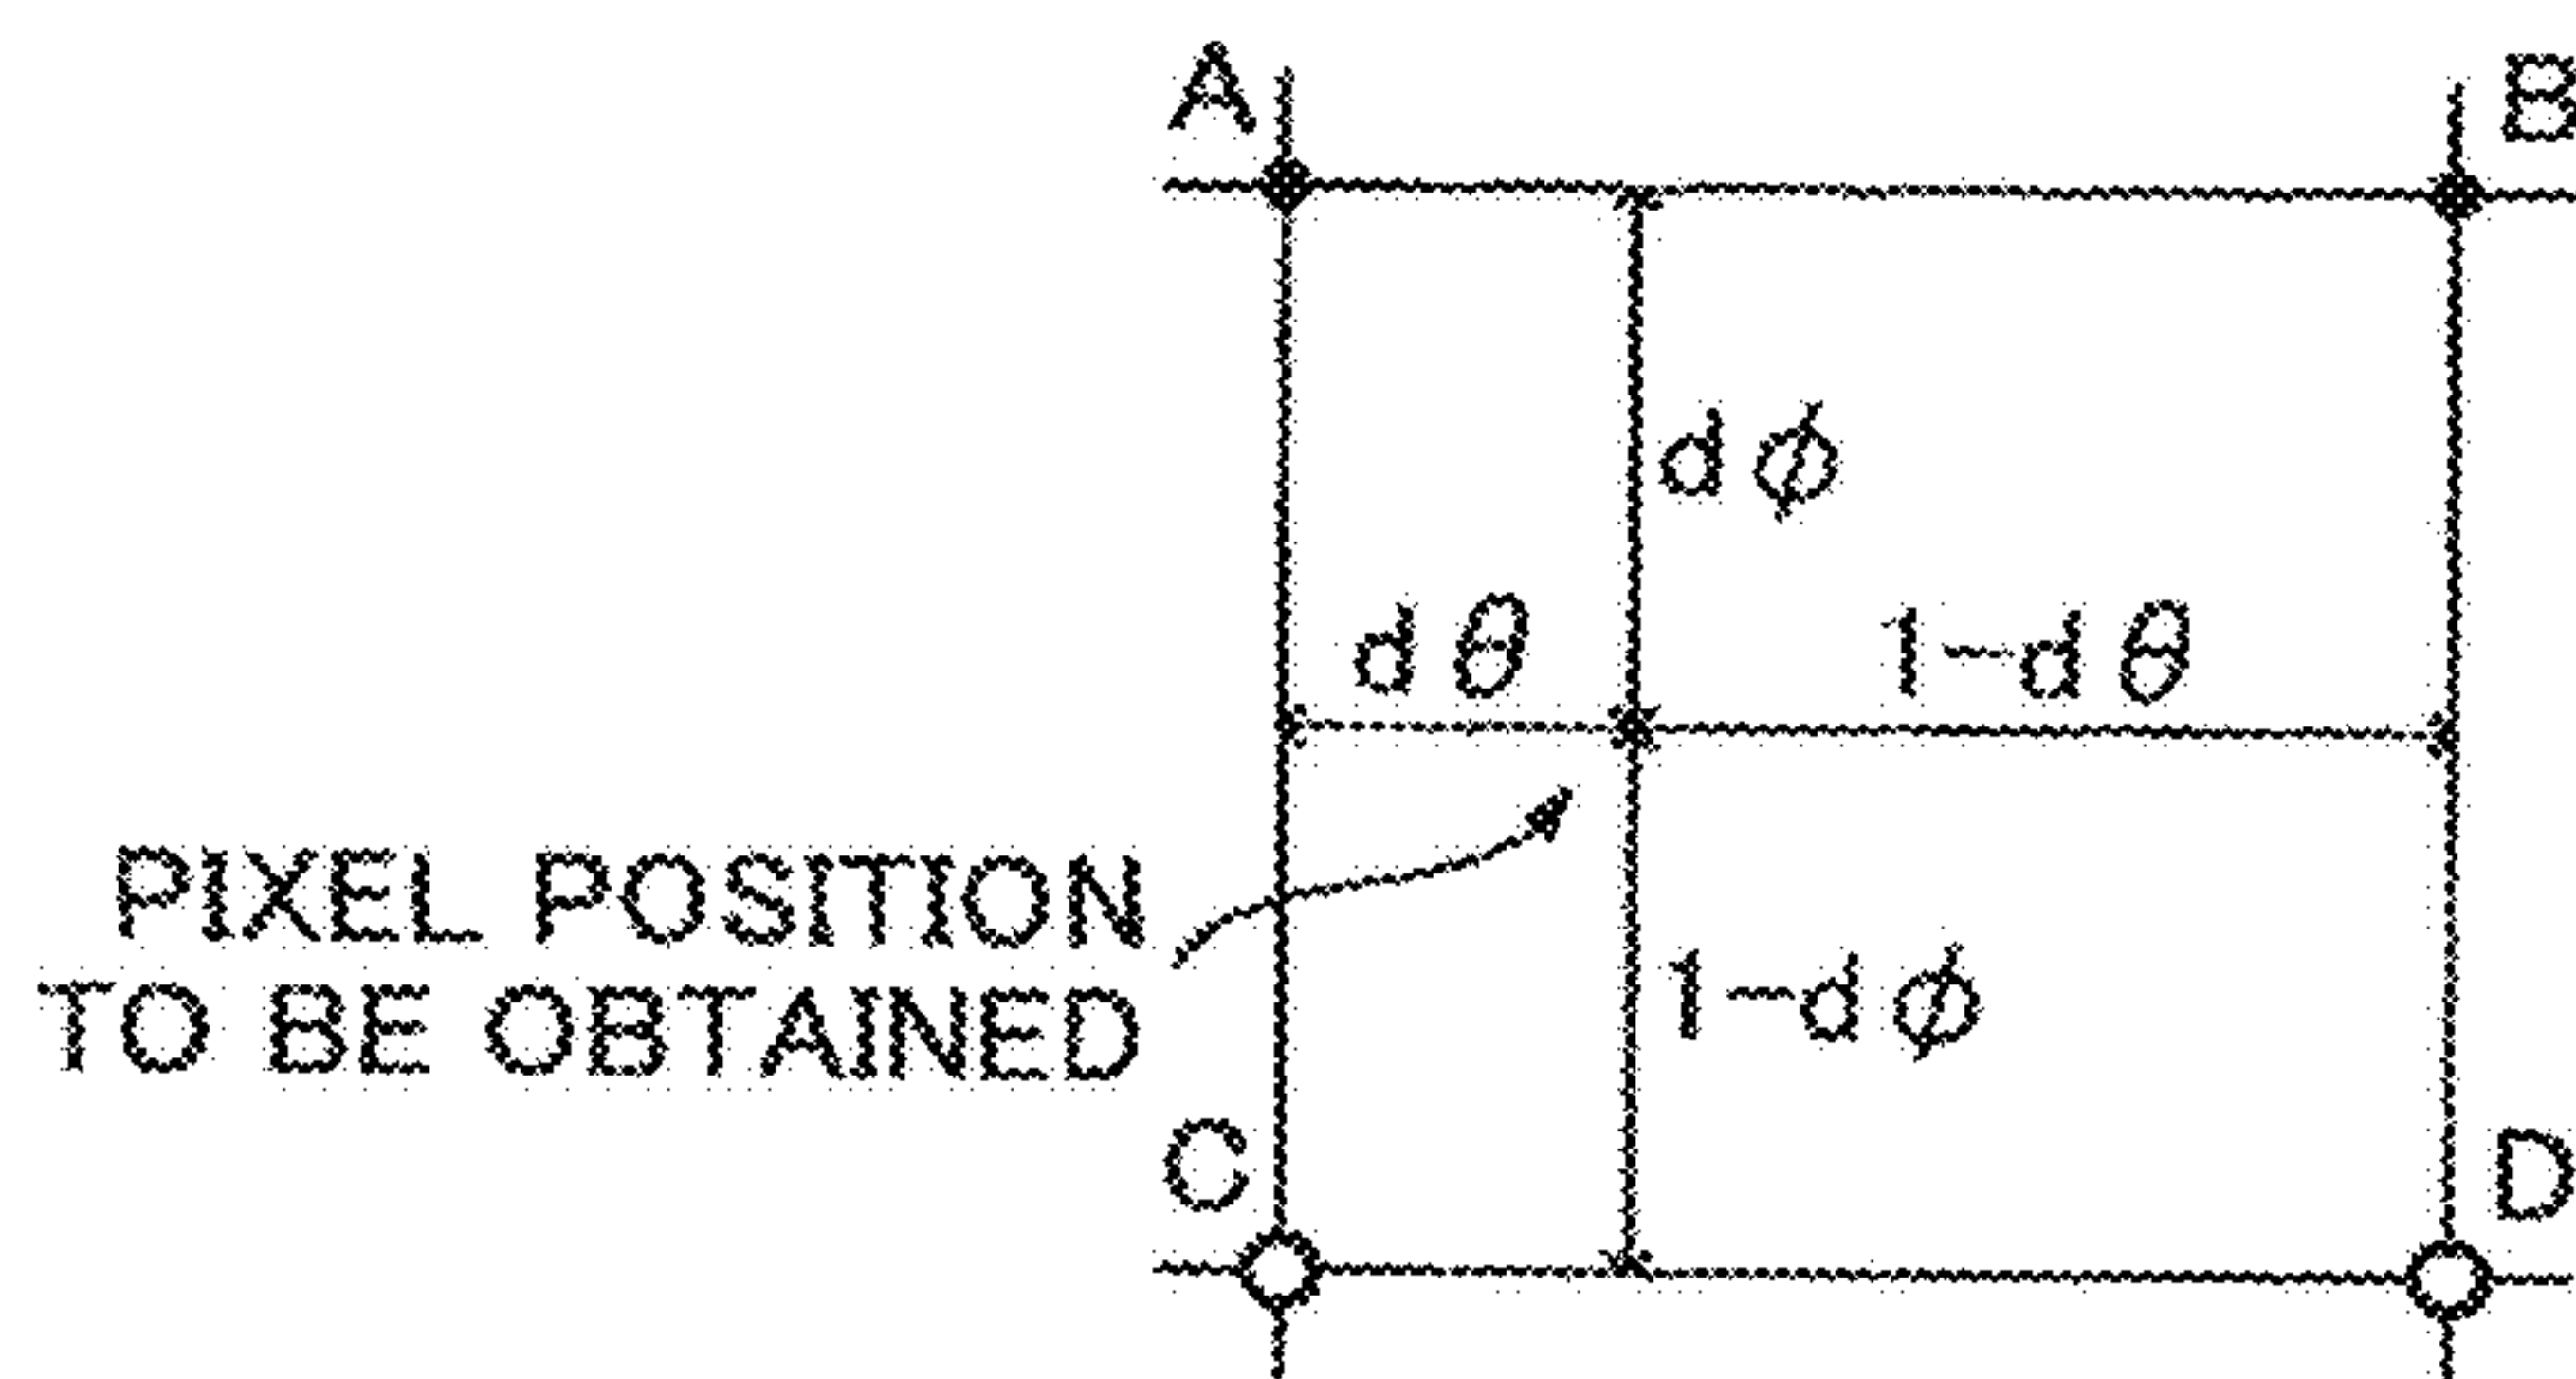 A
B
dϕ
dθ
1-dθ
PIXEL POSITION
TO BE OBTAINED
1-dϕ
C
D